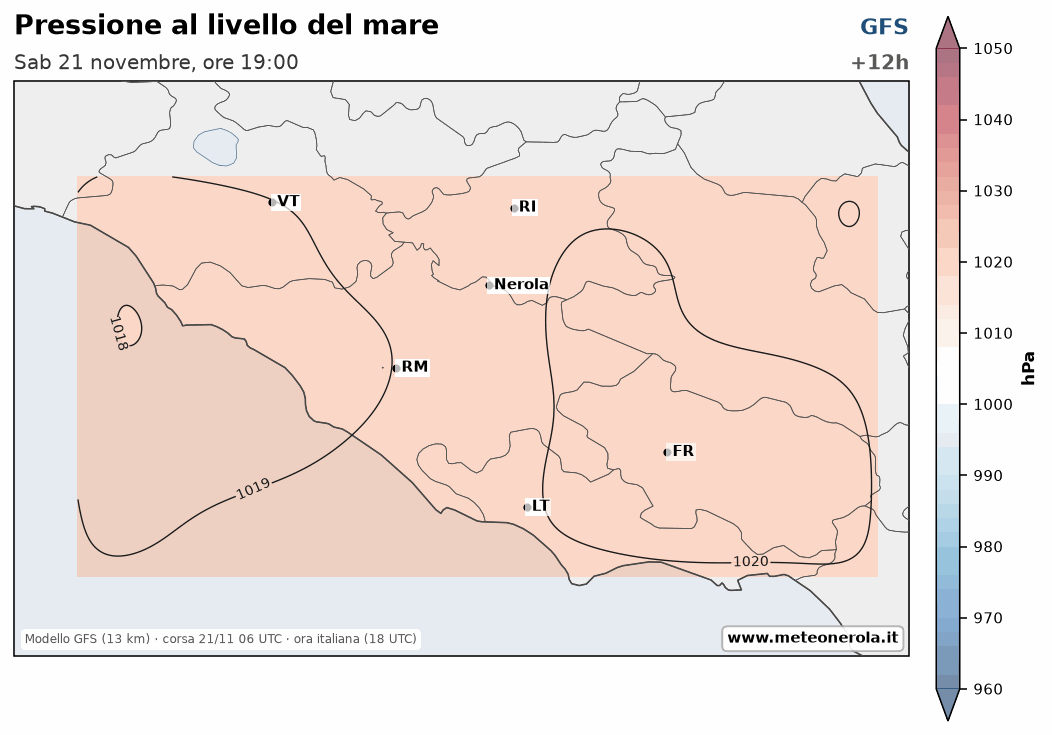 Pressione al livello del mare
GFS
Sab 21 novembre, ore 19:00
+12h
VT
RI
Nerola
1018
RM
FR
1019
LT
1020
Modello GFS (13 km) · corsa 21/11 06 UTC · ora italiana (18 UTC)
www.meteonerola.it
1050
1040
1030
1020
1010
1000
990
980
970
960
hPa